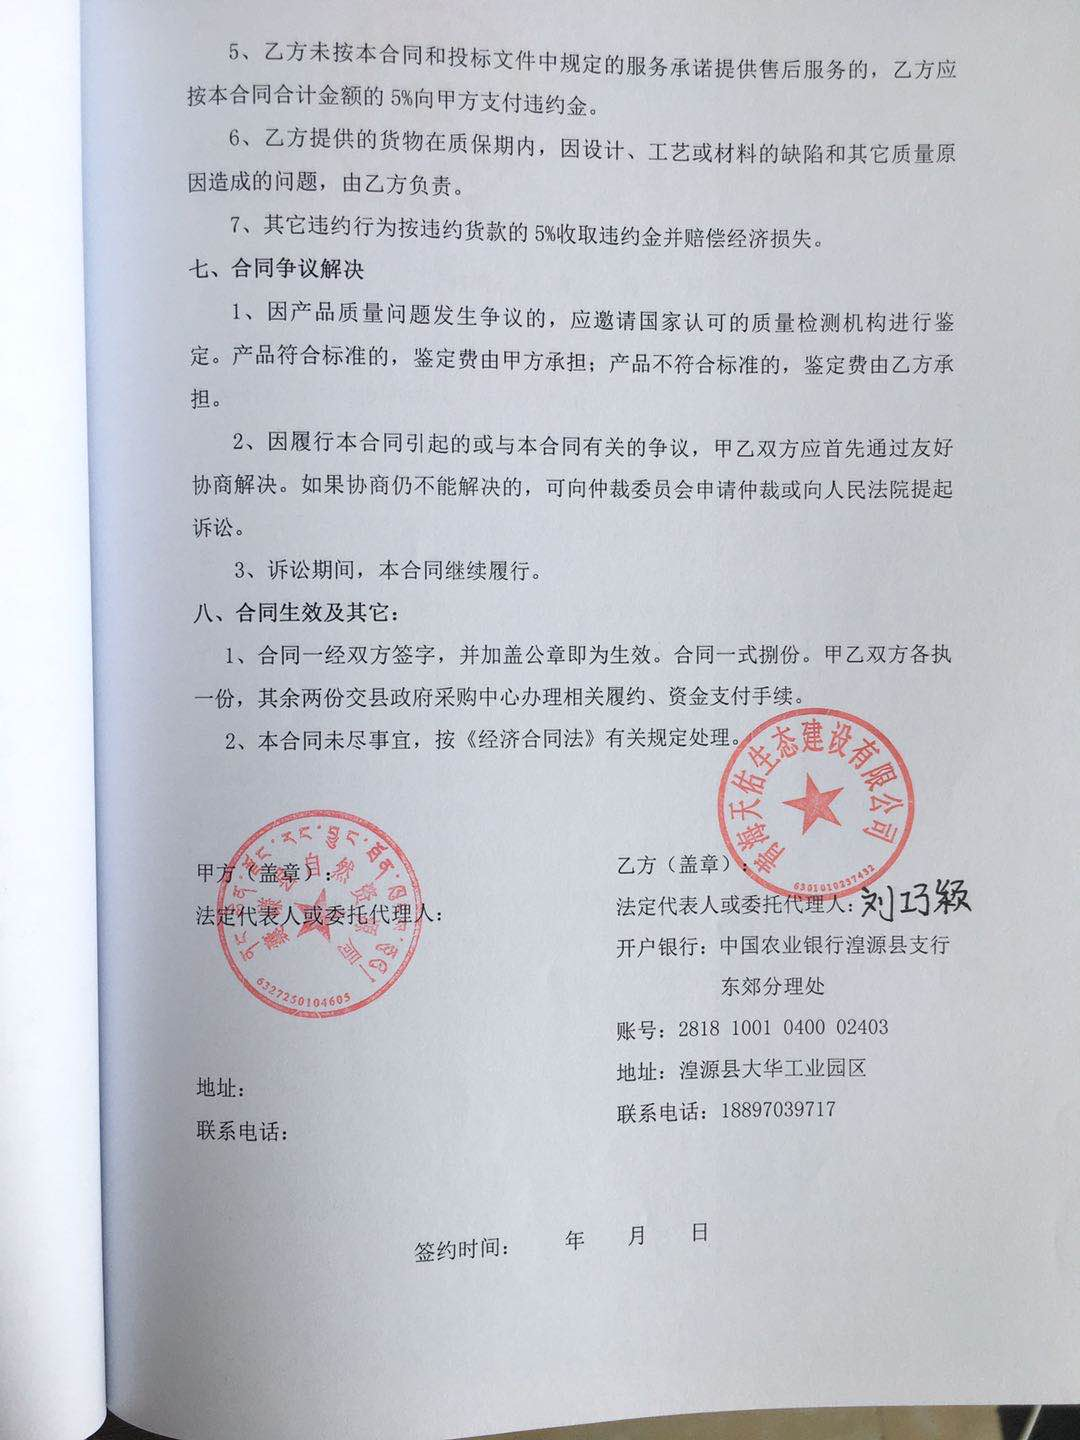 5、乙方未按本合同和投标文件中规定的服务承诺提供售后服务的，乙方应
按本合同合计金额的 5%向甲方支付违约金。
6、乙方提供的货物在质保期内，因设计、工艺或材料的缺陷和其它质量原
因造成的问题，由乙方负责。
7、其它违约行为按违约货款的 5%收取违约金并赔偿经济损失。
七、合同争议解决
1、因产品质量问题发生争议的，应邀请国家认可的质量检测机构进行鉴
定。产品符合标准的，鉴定费由甲方承担；产品不符合标准的，鉴定费由乙方承
担。
2、因履行本合同引起的或与本合同有关的争议，甲乙双方应首先通过友好
协商解决。如果协商仍不能解决的，可向仲裁委员会申请仲裁或向人民法院提起
诉讼。
3、诉讼期间，本合同继续履行。
八、合同生效及其它：
1、合同一经双方签字，并加盖公章即为生效。合同一式捌份。甲乙双方各执
一份，其余两份交县政府采购中心办理相关履约、资金支付手续。
2、本合同未尽事宜，按《经济合同法》有关规定处理。
青海天佑生态建设有限公司
6301010237432
甲方（盖章）：
法定代表人或委托代理人：
自然资源
6327250104605
地址：
联系电话：
乙方（盖章）：
法定代表人或委托代理人：刘巧颖
开户银行：中国农业银行湟源县支行
东郊分理处
账号：2818 1001 0400 02403
地址：湟源县大华工业园区
联系电话：18897039717
签约时间： 年 月 日